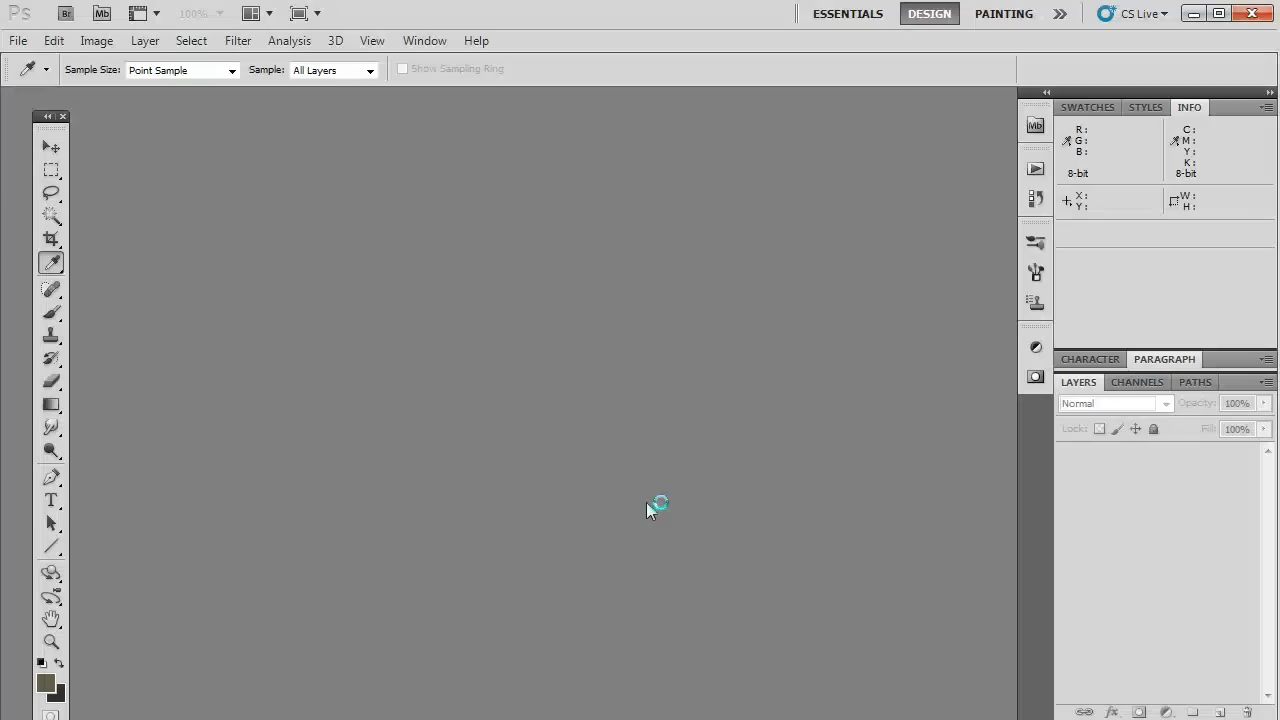 Ps Br Mb 100% ESSENTIALS DESIGN PAINTING CS Live
File Edit Image Layer Select Filter Analysis 3D View Window Help
Sample Size: Point Sample Sample: All Layers Show Sampling Ring
SWATCHES STYLES INFO
Mb
R: C:
G: M:
B: Y:
K:
8-bit 8-bit
X: W:
Y: H:
CHARACTER PARAGRAPH
LAYERS CHANNELS PATHS
Normal Opacity: 100%
Lock: Fill: 100%
T
fx